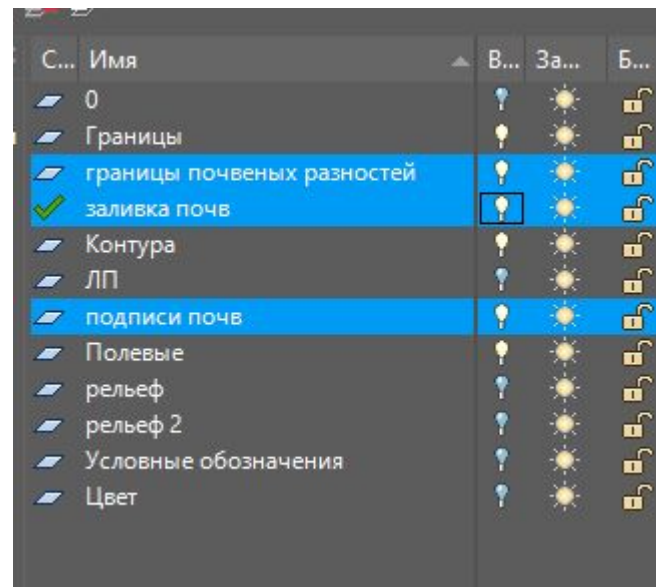 С... Имя В... За... Б...
0
Границы
границы почвеных разностей
заливка почв
Контура
ЛП
подписи почв
Полевые
рельеф
рельеф 2
Условные обозначения
Цвет